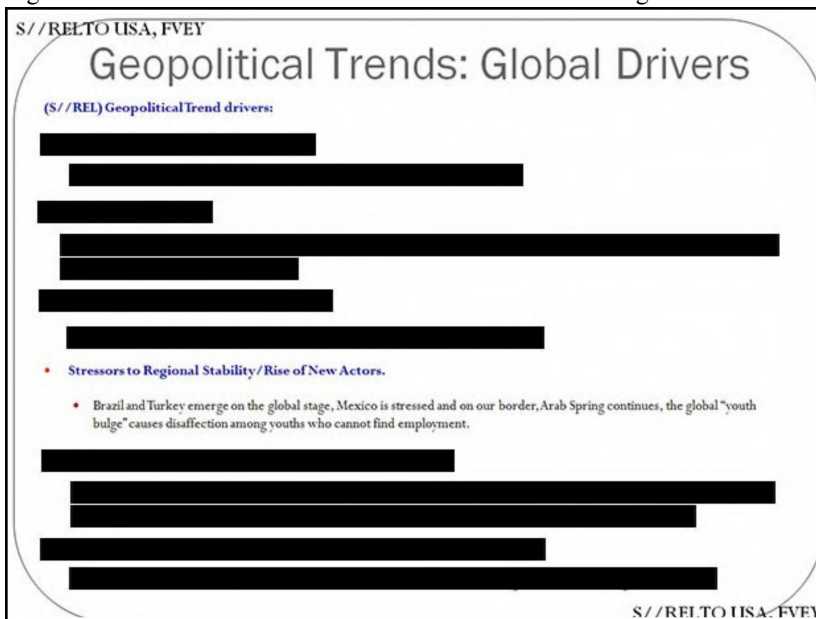 S//REL TO USA, FVEY
Geopolitical Trends: Global Drivers
(S//REL) Geopolitical Trend drivers:
• Stressors to Regional Stability/Rise of New Actors.
• Brazil and Turkey emerge on the global stage, Mexico is stressed and on our border, Arab Spring continues, the global “youth
bulge” causes disaffection among youths who cannot find employment.
S//REL TO USA, FVEY